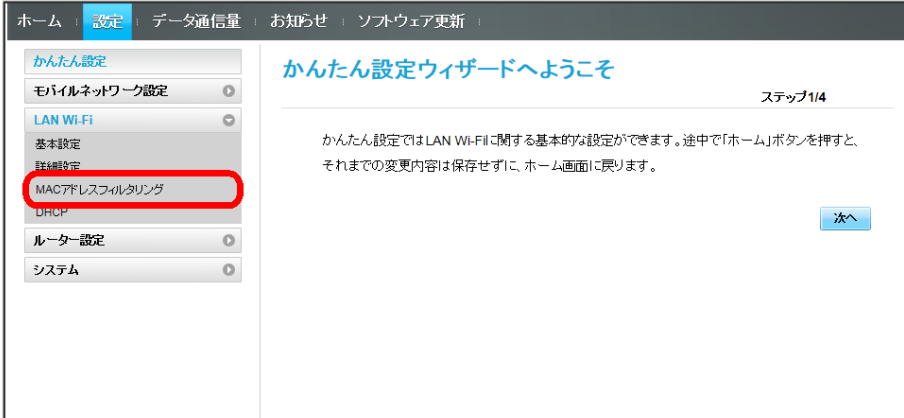 ホーム 設定 データ通信量 お知らせ ソフトウェア更新
かんたん設定
モバイルネットワーク設定
LAN Wi-Fi
基本設定
詳細設定
MACアドレスフィルタリング
DHCP
ルーター設定
システム
かんたん設定ウィザードへようこそ
ステップ1/4
かんたん設定ではLAN Wi-Fiに関する基本的な設定ができます。途中で「ホーム」ボタンを押すと、
それまでの変更内容は保存せずに、ホーム画面に戻ります。
次へ